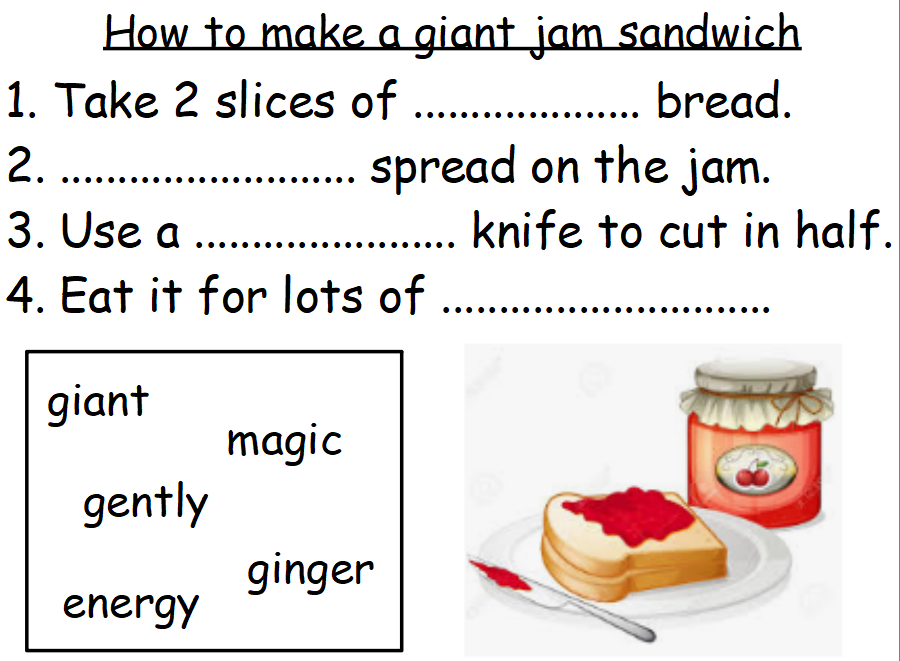 How to make a giant jam sandwich
1. Take 2 slices of .................... bread.
2. .......................... spread on the jam.
3. Use a ....................... knife to cut in half.
4. Eat it for lots of .............................
giant
magic
gently
ginger
energy